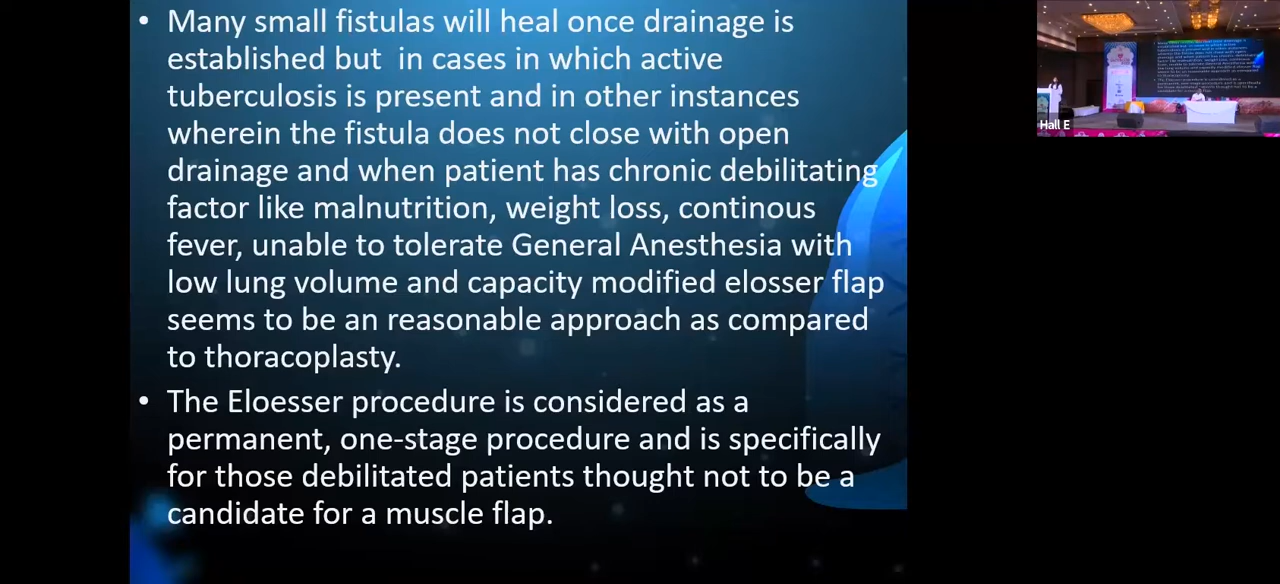 • Many small fistulas will heal once drainage is
established but  in cases in which active
tuberculosis is present and in other instances
wherein the fistula does not close with open
drainage and when patient has chronic debilitating
factor like malnutrition, weight loss, continous
fever, unable to tolerate General Anesthesia with
low lung volume and capacity modified elosser flap
seems to be an reasonable approach as compared
to thoracoplasty.
• The Eloesser procedure is considered as a
permanent, one-stage procedure and is specifically
for those debilitated patients thought not to be a
candidate for a muscle flap.
Hall E